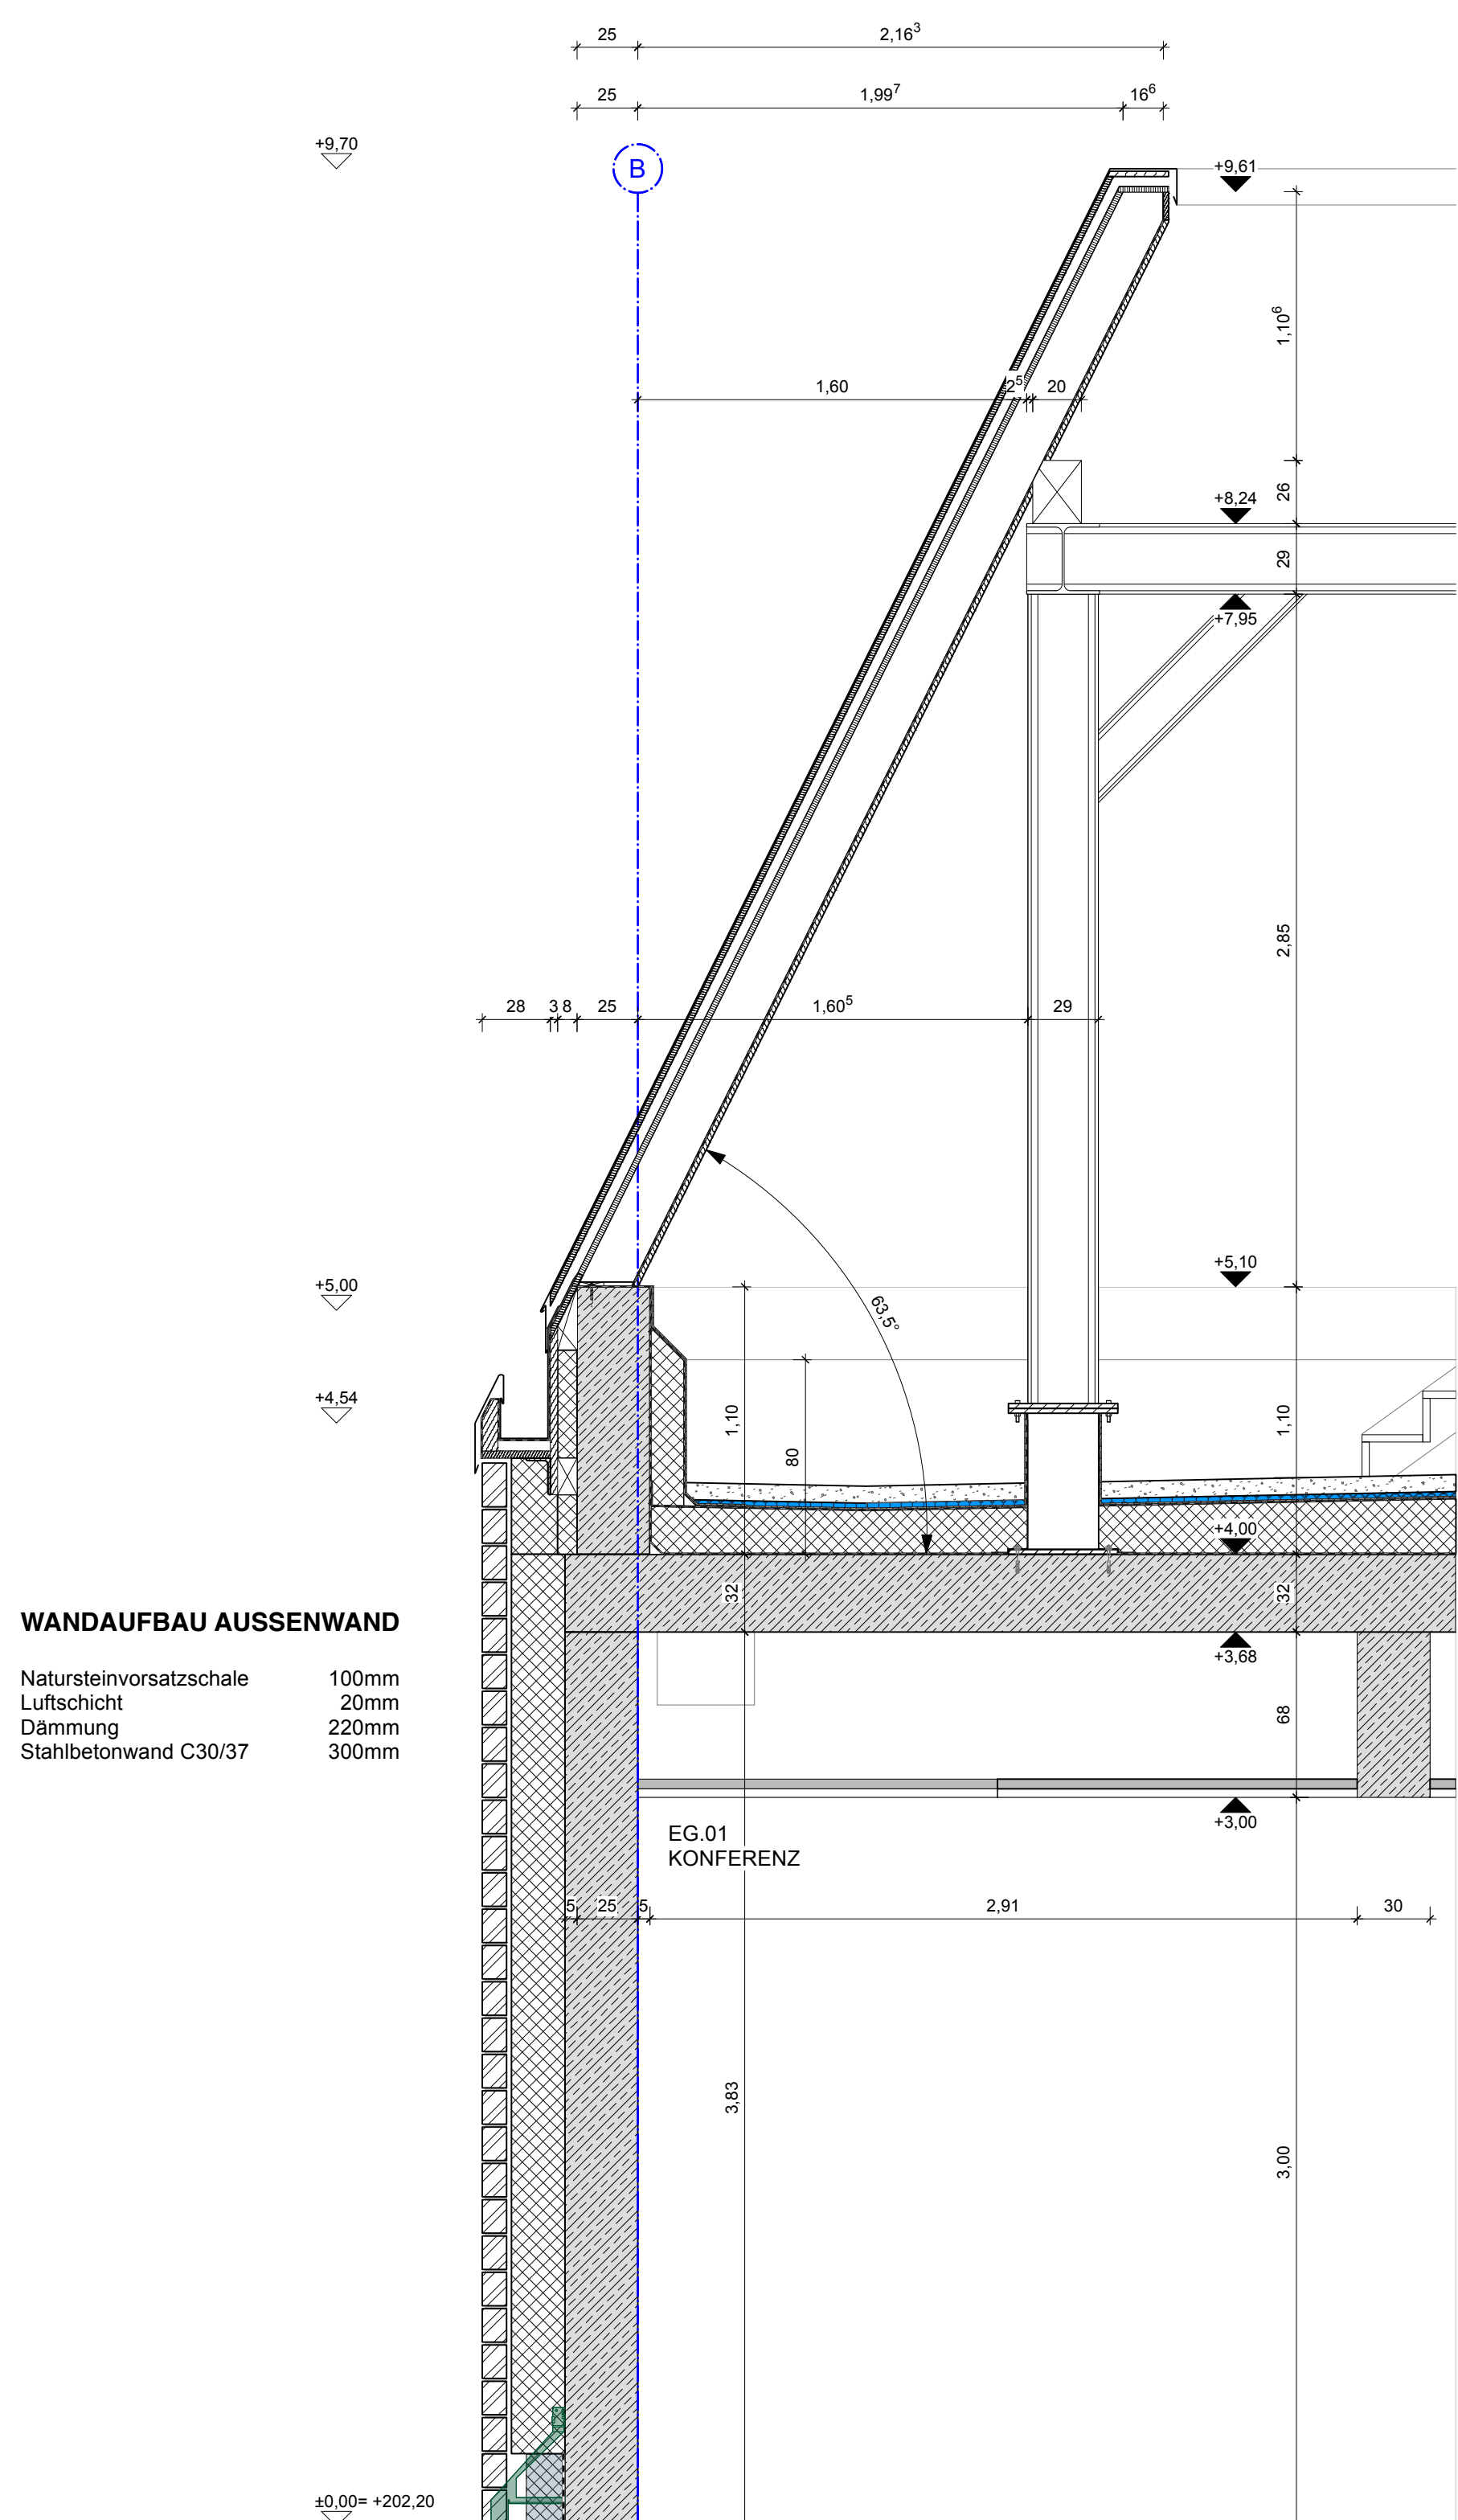 25 2,16³
25 1,99⁷ 16⁶
+9,70
B
+9,61
1,10⁶
1,60 2⁵ 20
26
+8,24
29
+7,95
2,85
28 3 8 25 1,60⁵ 29
+5,00
+5,10
63,5°
+4,54
1,10
80
1,10
+4,00
32
32
WANDAUFBAU AUSSENWAND
+3,68
Natursteinvorsatzschale 100mm
Luftschicht 20mm
Dämmung 220mm
Stahlbetonwand C30/37 300mm
68
+3,00
EG.01
KONFERENZ
5 25 5 2,91 30
3,83
3,00
±0,00= +202,20